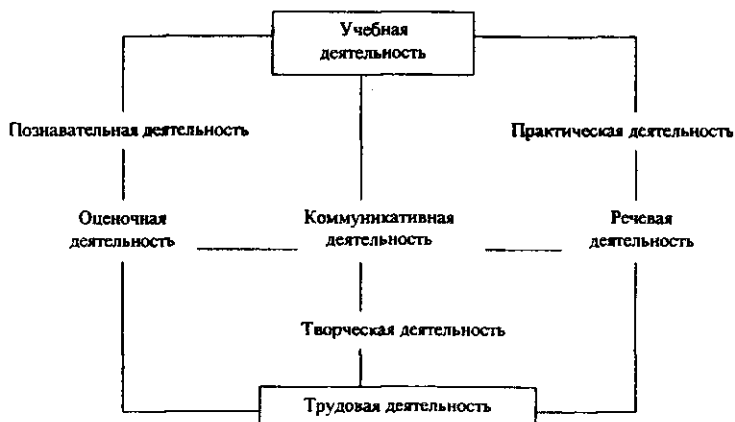 Учебная
деятельность
Познавательная деятельность
Практическая деятельность
Оценочная
деятельность
Коммуникативная
деятельность
Речевая
деятельность
Творческая деятельность
Трудовая деятельность